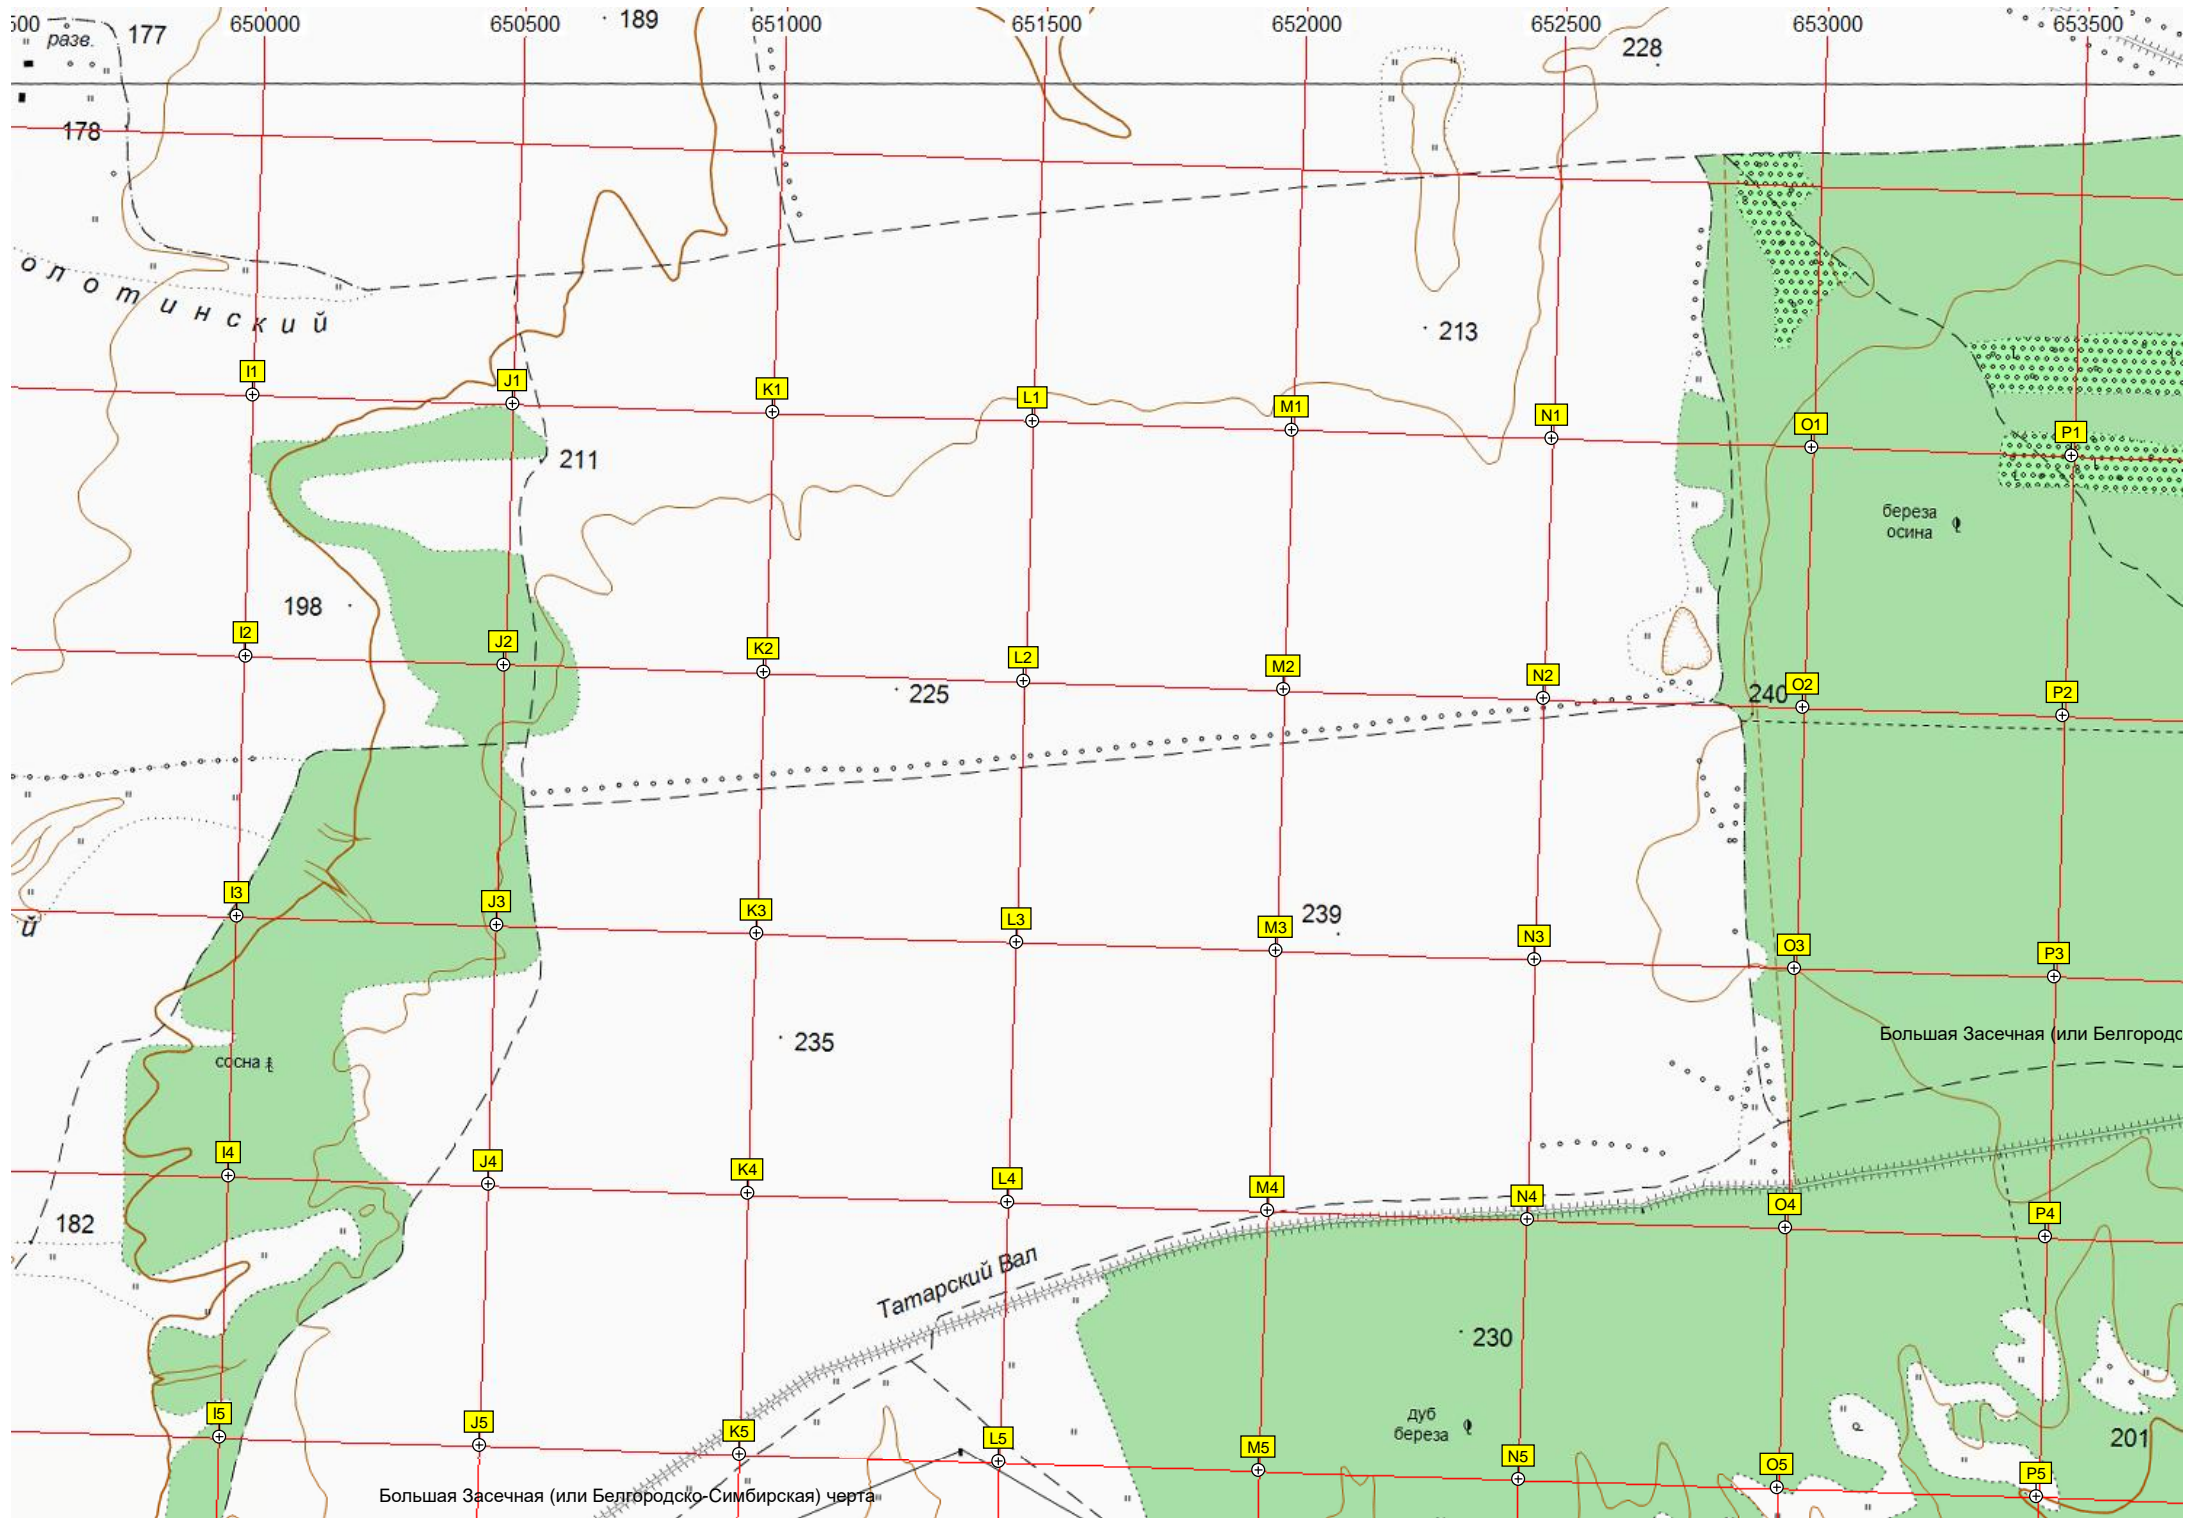 500 650000 650500 651000 651500 652000 652500 653000 653500
разв. 177 189 228
178
олотинский
213
I1 J1 K1 L1 M1 N1 O1 P1
211
береза
осина
198
I2 J2 K2 L2 M2 N2 O2 P2
225 240
I3 J3 K3 L3 M3 N3 O3 P3
й 239
235
Большая Засечная (или Белгородс
сосна
I4 J4 K4 L4 M4 N4 O4 P4
182
Татарский Вал
230
дуб
береза
201
I5 J5 K5 L5 M5 N5 O5 P5
Большая Засечная (или Белгородско-Симбирская) черта